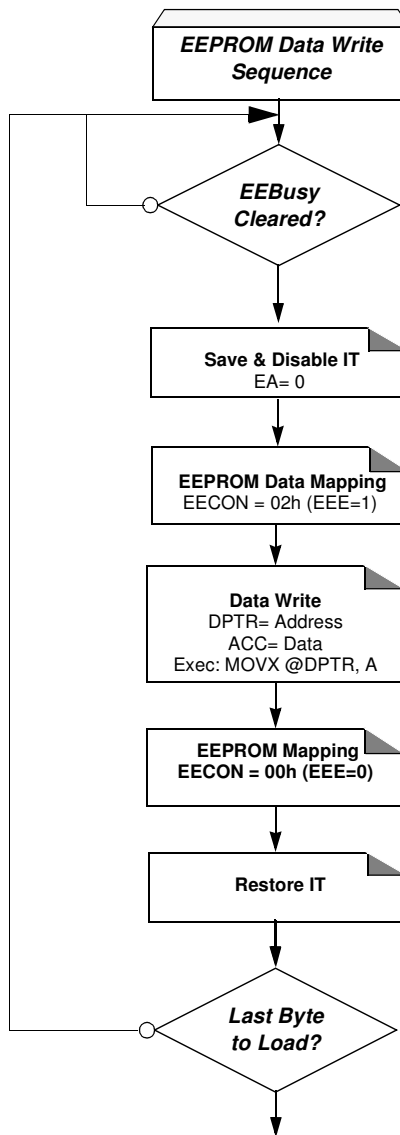 EEPROM Data Write
Sequence
EEBusy
Cleared?
Save & Disable IT
EA= 0
EEPROM Data Mapping
EECON = 02h (EEE=1)
Data Write
DPTR= Address
ACC= Data
Exec: MOVX @DPTR, A
EEPROM Mapping
EECON = 00h (EEE=0)
Restore IT
Last Byte
to Load?